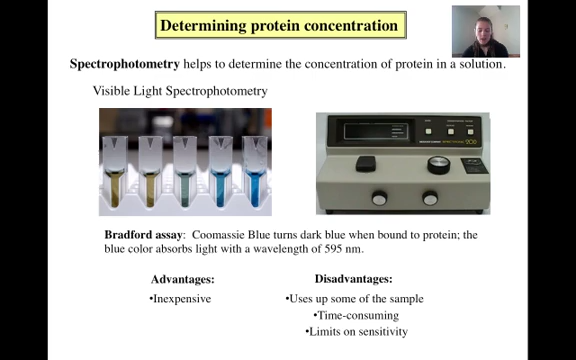 Determining protein concentration
Spectrophotometry helps to determine the concentration of protein in a solution.
Visible Light Spectrophotometry
Bradford assay: Coomassie Blue turns dark blue when bound to protein; the
blue color absorbs light with a wavelength of 595 nm.
Advantages:
•Inexpensive
Disadvantages:
•Uses up some of the sample
•Time-consuming
•Limits on sensitivity